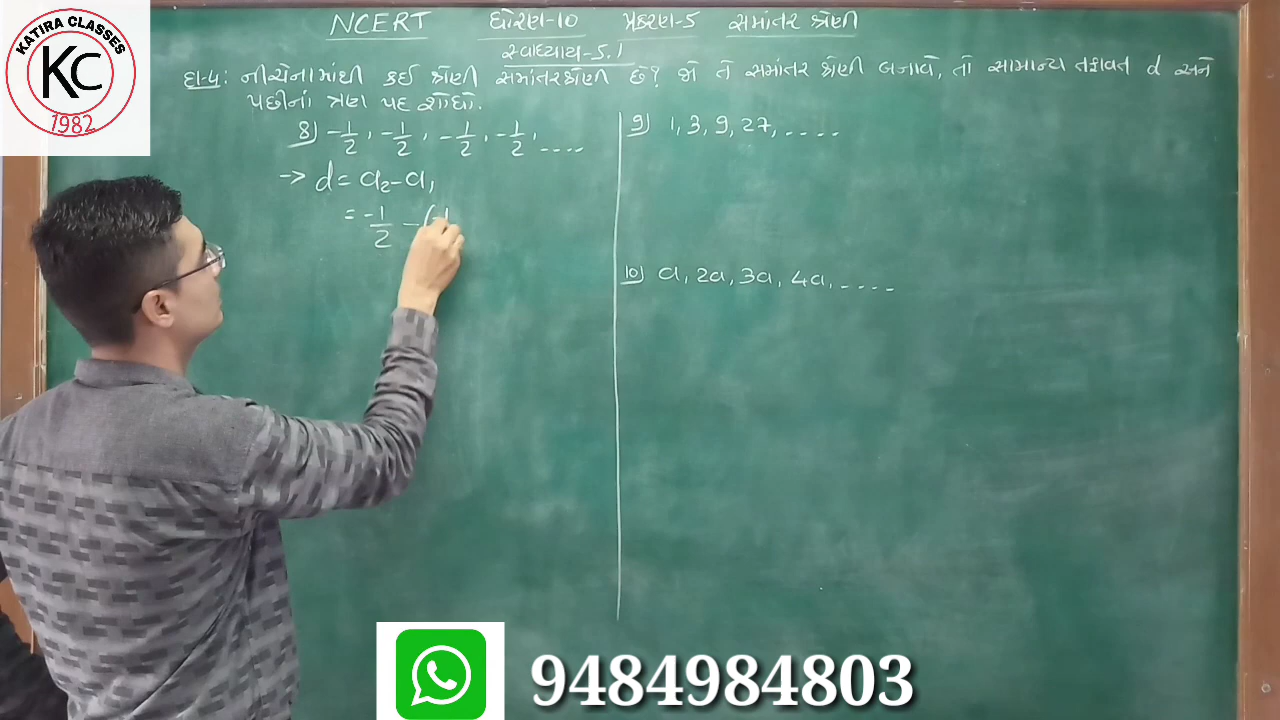 KATIRA CLASSES
KC
1982
NCERT ધોરણ-10 પ્રકરણ-5 સમાંતર શ્રેણી
સ્વાધ્યાય-5.1
દા-4: નીચેનામાંથી કઈ શ્રેણી સમાંતર શ્રેણી છે? જો તે સમાંતર શ્રેણી બનાવે, તો સામાન્ય તફાવત d અને
પછીનાં ત્રણ પદ શોધો.
8) -1/2, -1/2, -1/2, -1/2, ....
→ d = a₂-a₁
= -1/2 - (-1
9) 1, 3, 9, 27, ....
10) a, 2a, 3a, 4a, ....
9484984803